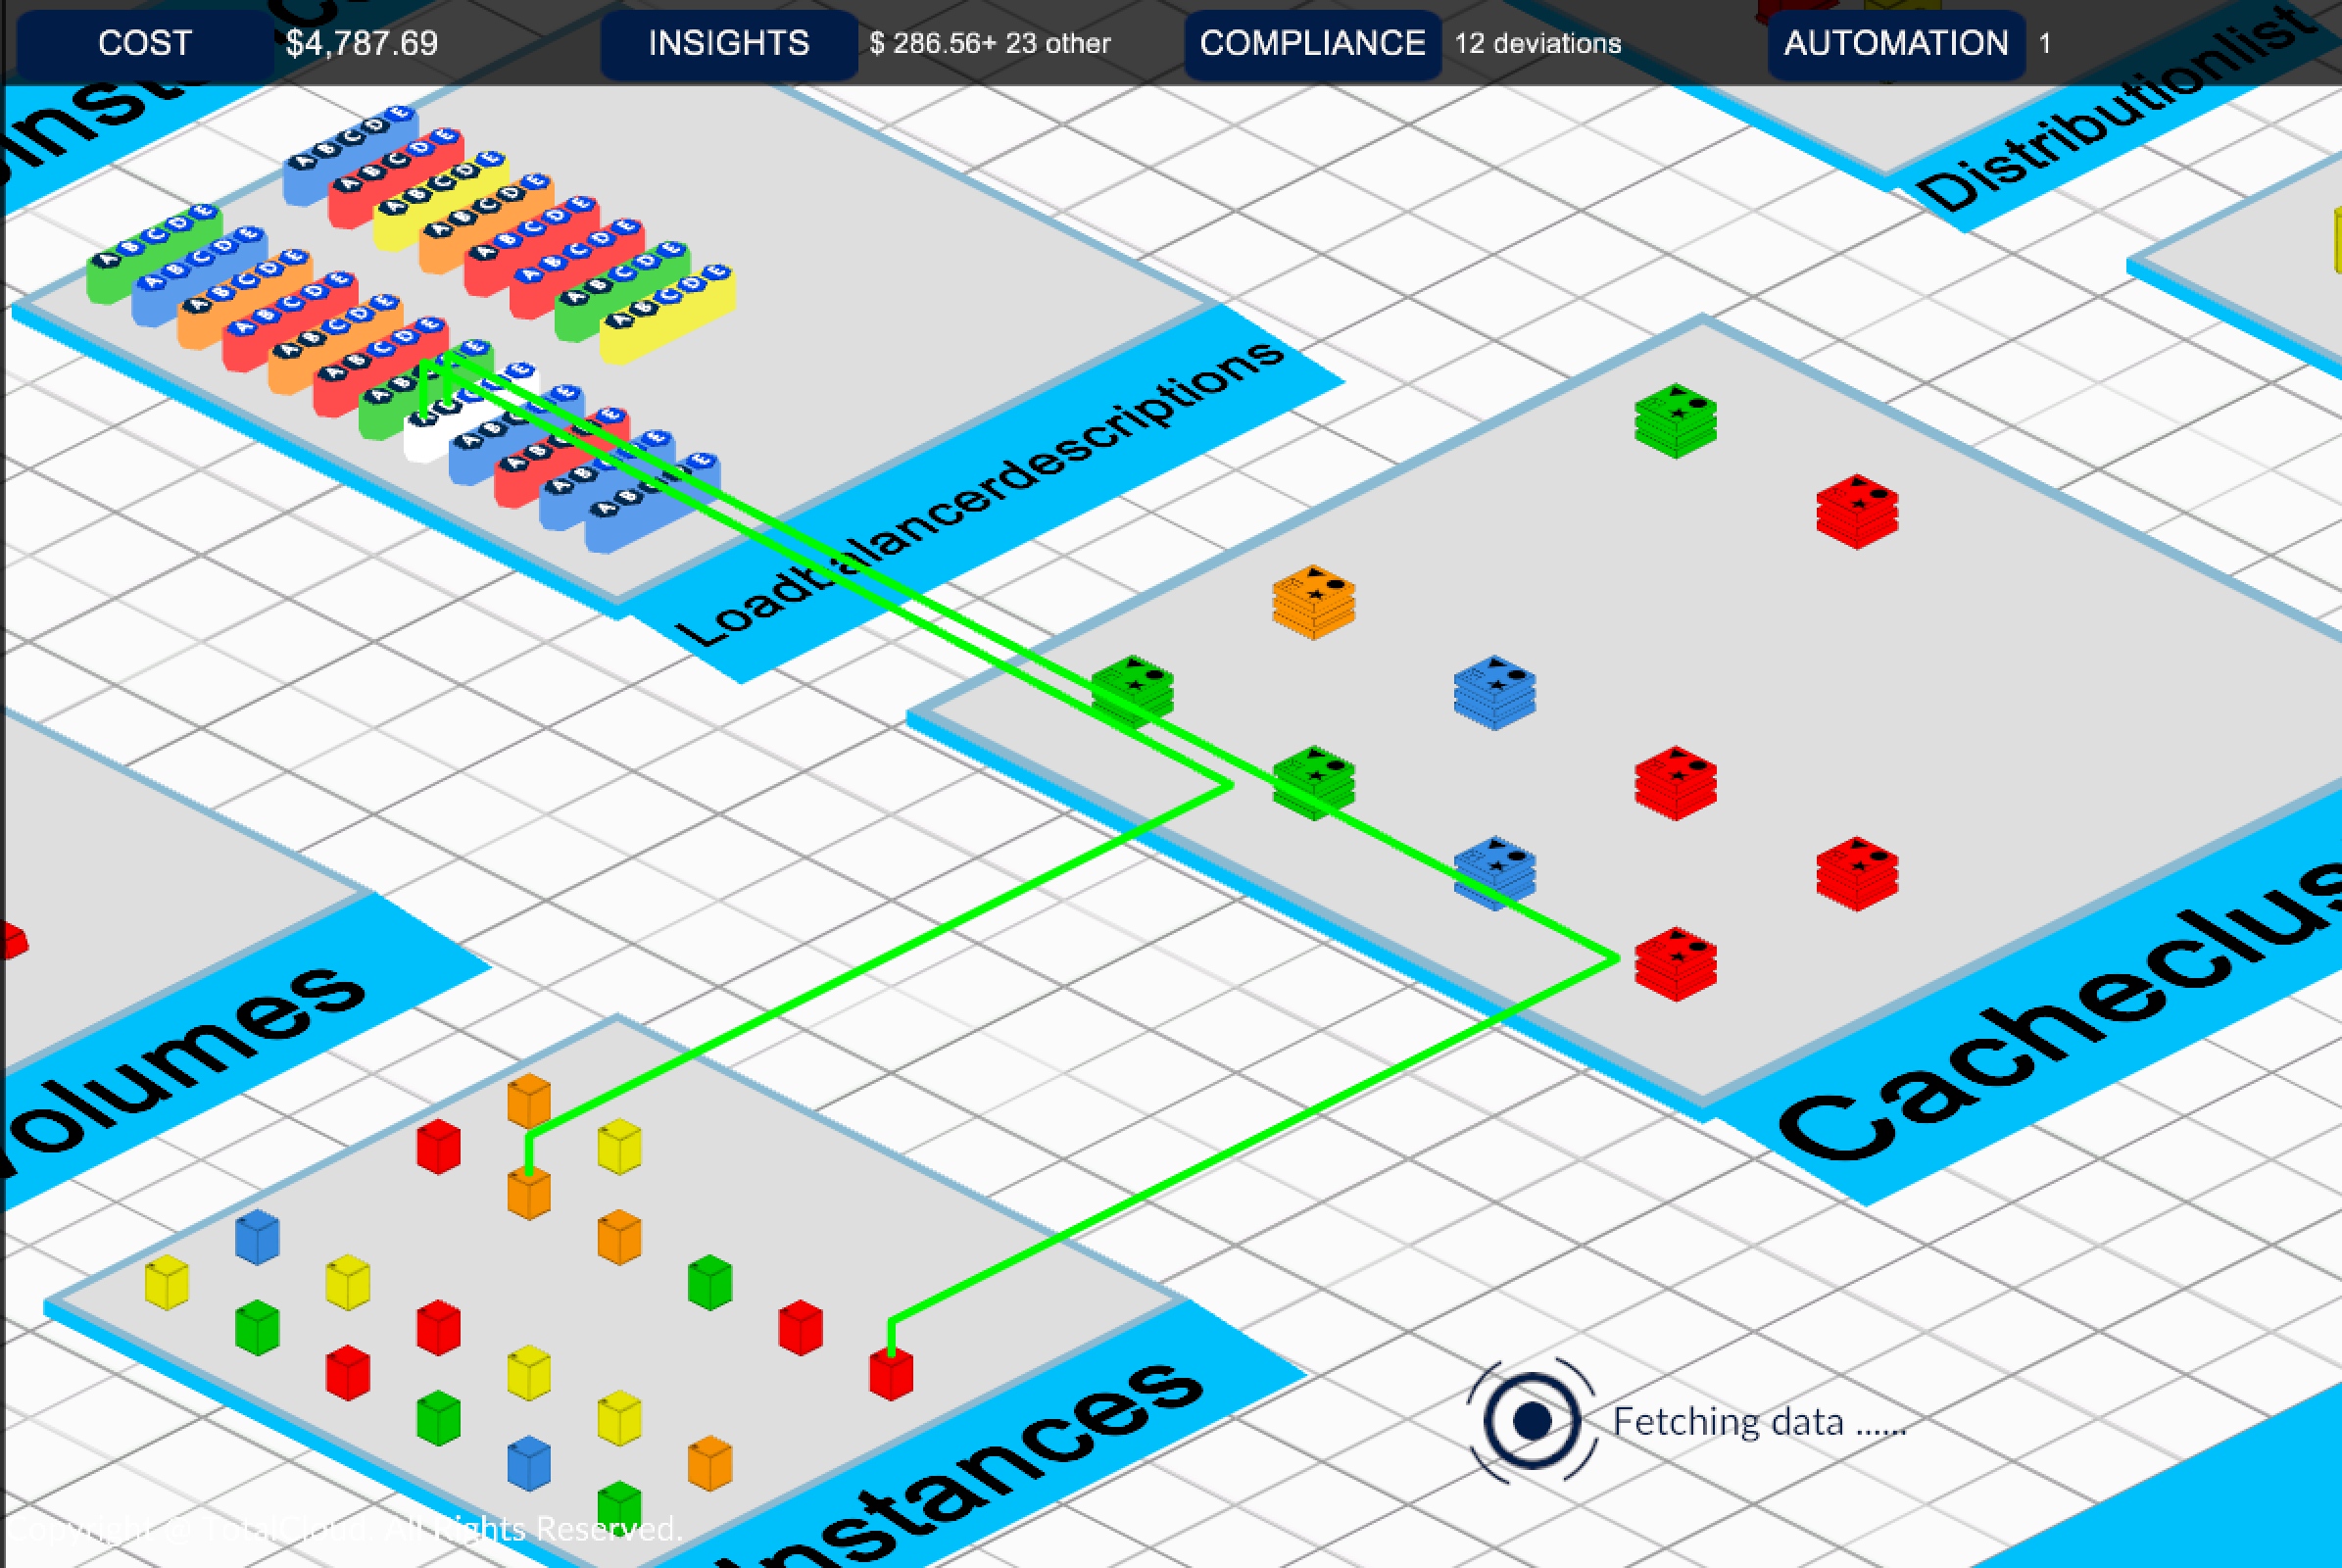 COST $4,787.69 INSIGHTS $ 286.56+ 23 other COMPLIANCE 12 deviations AUTOMATION 1
Distributionlist
A B C D E
A B C D E
A B C D E
A B C D E
A B C D E
A B C D E
A B C D E
A B C D E
A B C D E
A B C D E
A B C D E
A B C D E
A B C D E
A B C D E
Loadbalancerdescriptions
Cacheclus
olumes
Instances
Fetching data ......
Copyright @ TotalCloud. All Rights Reserved.